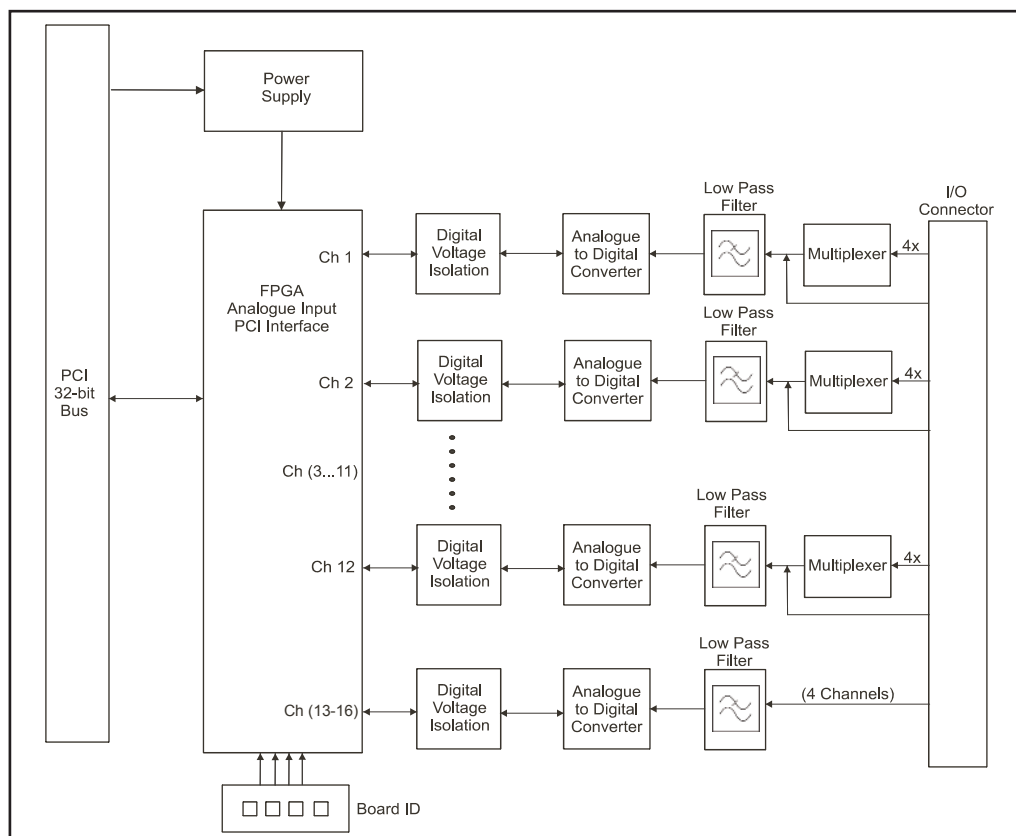 Power
Supply
I/O
Connector
Low Pass
Filter
Digital
Voltage
Isolation
Analogue
to Digital
Converter
Multiplexer
4x
Ch 1
FPGA
Analogue Input
PCI Interface
Low Pass
Filter
Digital
Voltage
Isolation
Analogue
to Digital
Converter
Multiplexer
4x
Ch 2
PCI
32-bit
Bus
Ch (3...11)
Low Pass
Filter
Digital
Voltage
Isolation
Analogue
to Digital
Converter
Multiplexer
4x
Ch 12
Low Pass
Filter
Digital
Voltage
Isolation
Analogue
to Digital
Converter
(4 Channels)
Ch (13-16)
Board ID